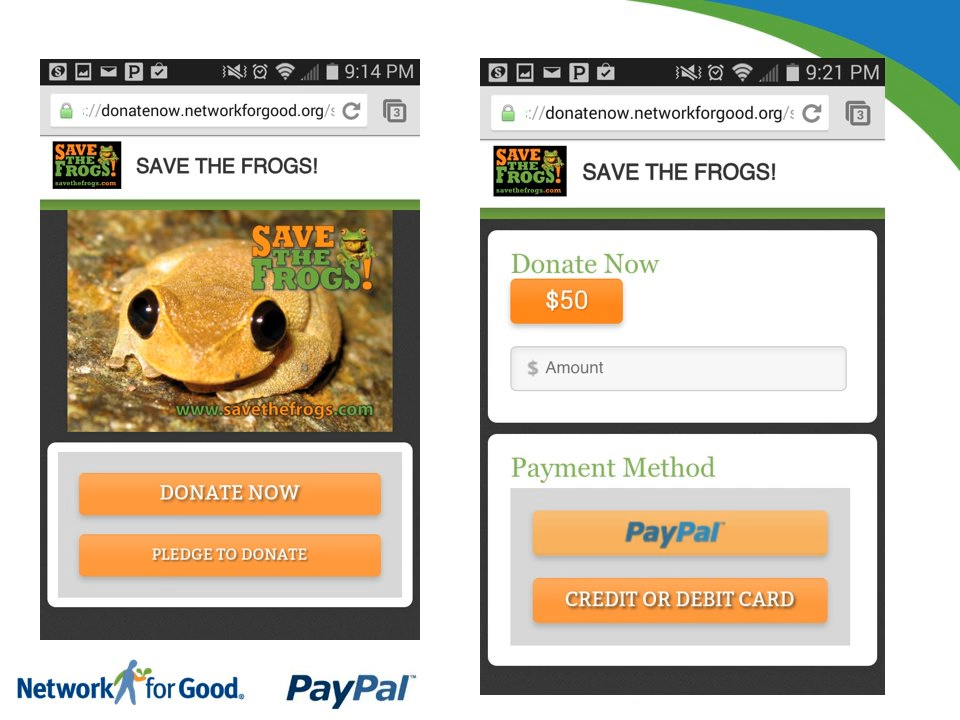 9:14 PM
://donatenow.networkforgood.org/s
3
SAVE THE FROGS!
savethefrogs.com
SAVE THE FROGS!
SAVE THE FROGS!
www.savethefrogs.com
DONATE NOW
PLEDGE TO DONATE
9:21 PM
://donatenow.networkforgood.org/s
3
SAVE THE FROGS!
savethefrogs.com
SAVE THE FROGS!
Donate Now
$50
$ Amount
Payment Method
PayPal™
CREDIT OR DEBIT CARD
Network for Good®
PayPal™